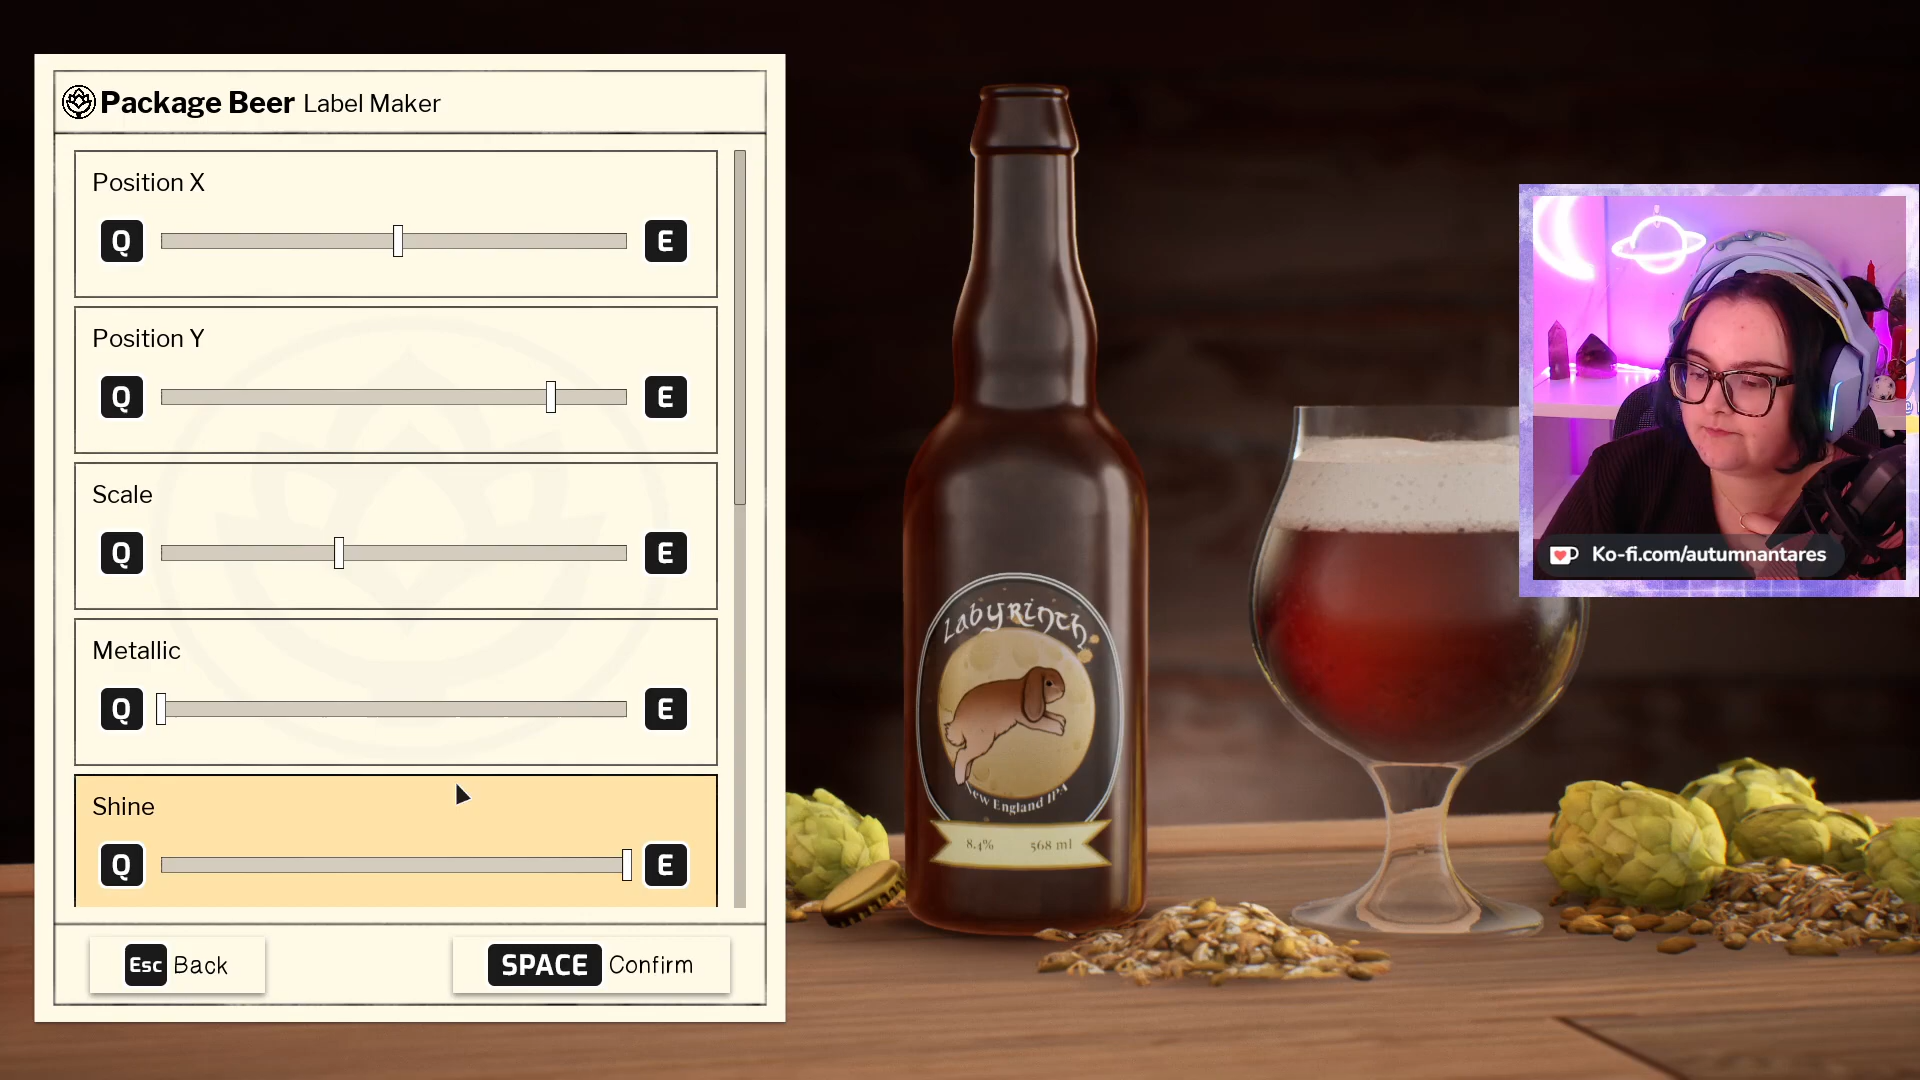 Package Beer Label Maker
Position X
Q E
Position Y
Q E
Scale
Q E
Metallic
Q E
Shine
Q E
Esc Back
SPACE Confirm
Labyrinth
New England IPA
8.4% 568 ml
Ko-fi.com/autumnantares